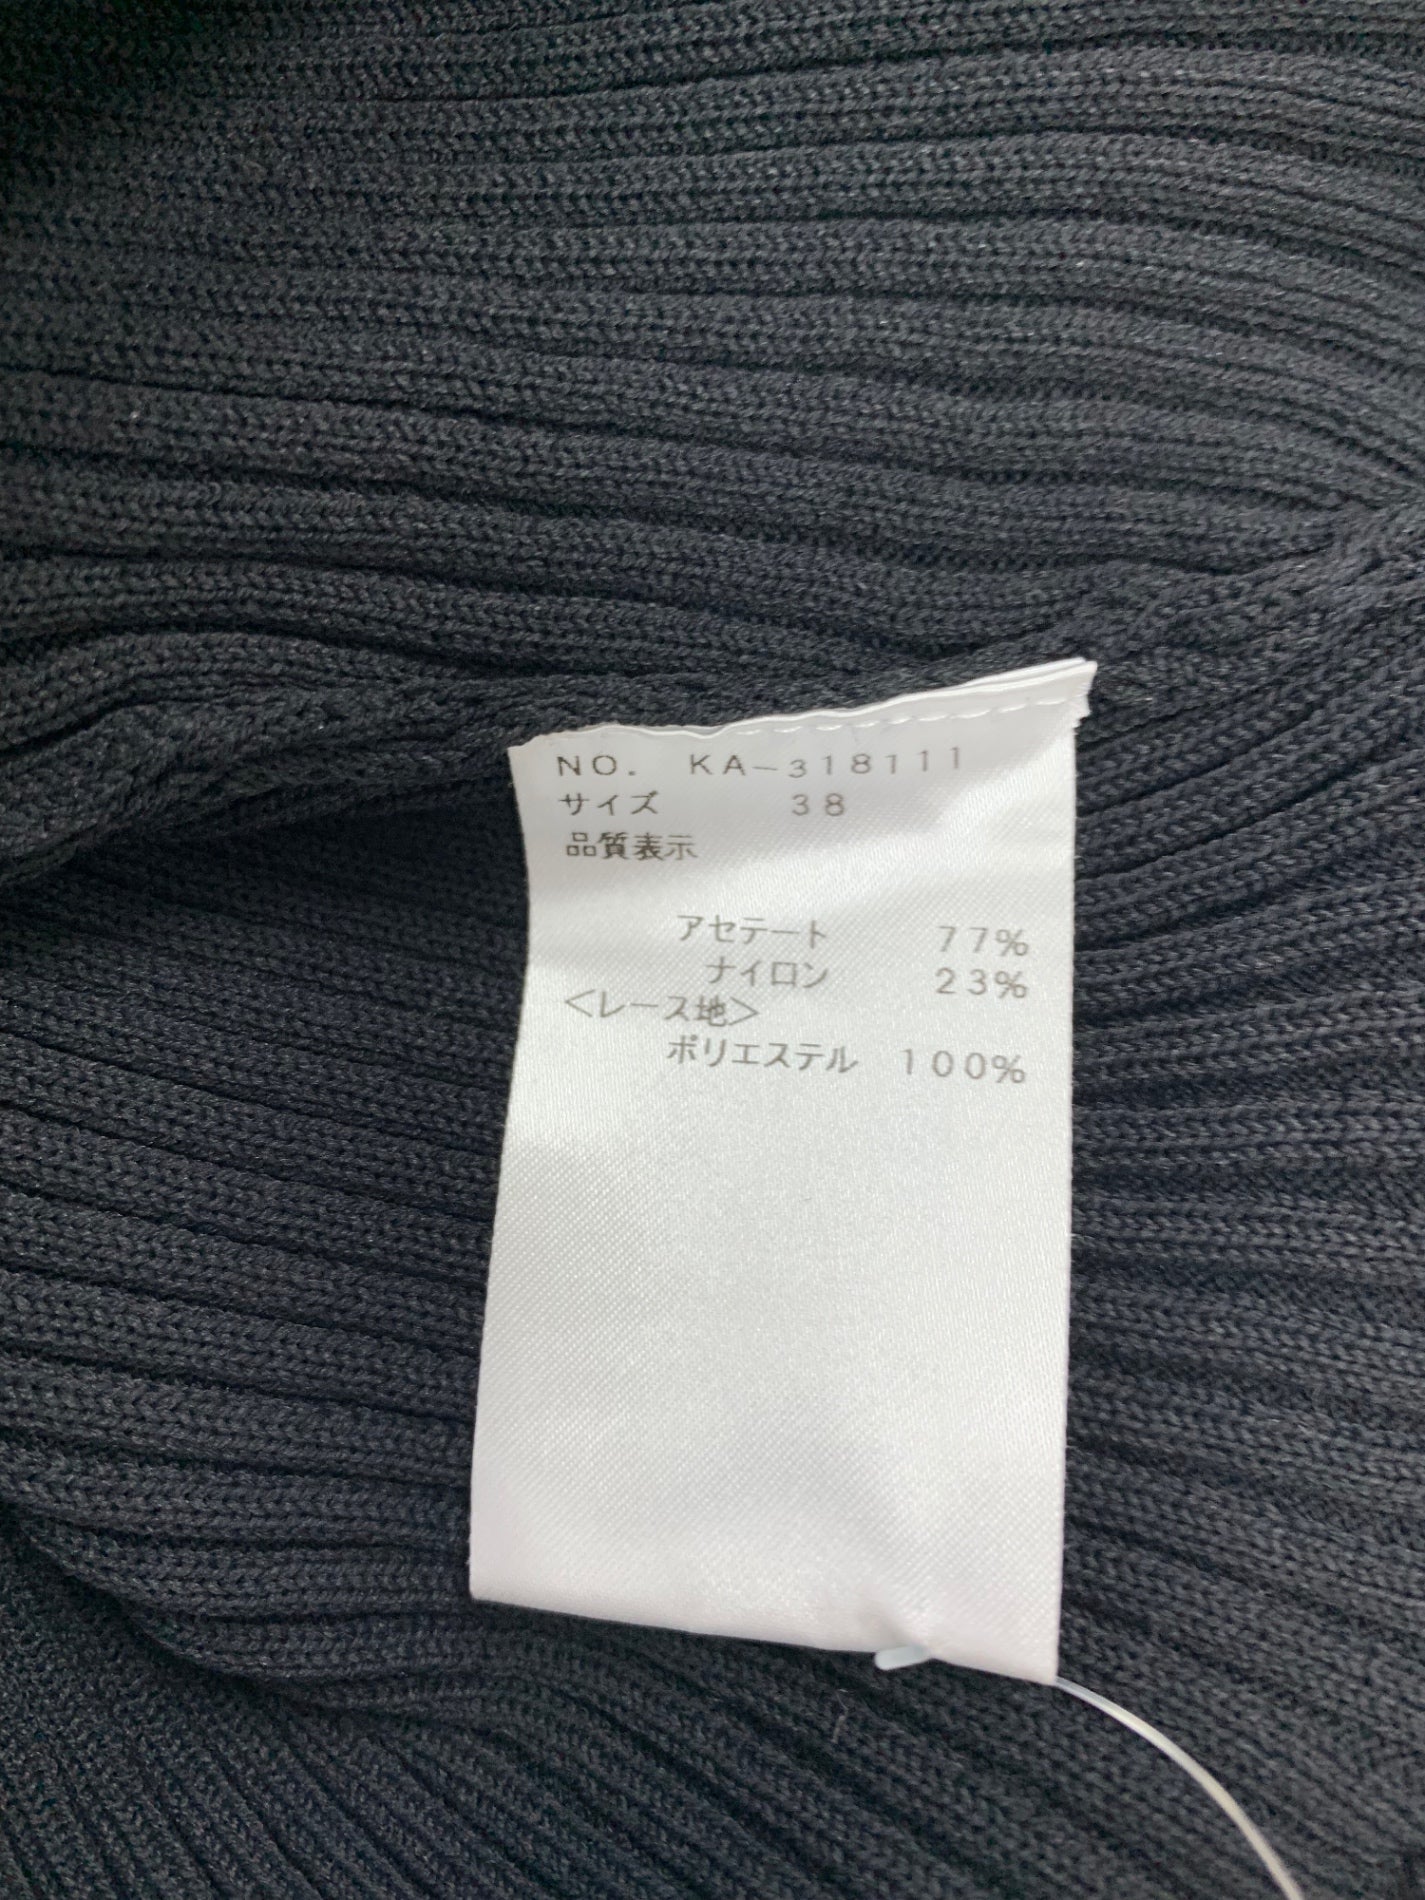 NO. KA-318111
サイズ 38
品質表示
アセテート 77%
ナイロン 23%
<レース地>
ポリエステル 100%